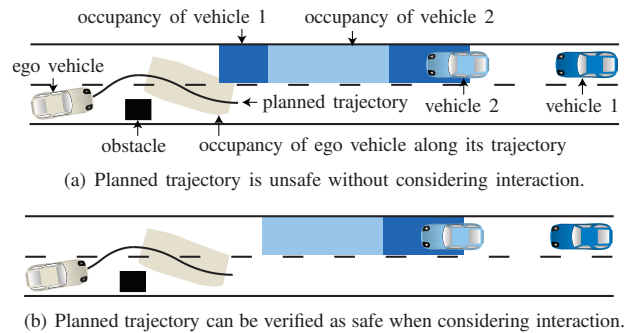 occupancy of vehicle 1 occupancy of vehicle 2
ego vehicle
planned trajectory vehicle 2 vehicle 1
obstacle occupancy of ego vehicle along its trajectory
(a) Planned trajectory is unsafe without considering interaction.
(b) Planned trajectory can be verified as safe when considering interaction.